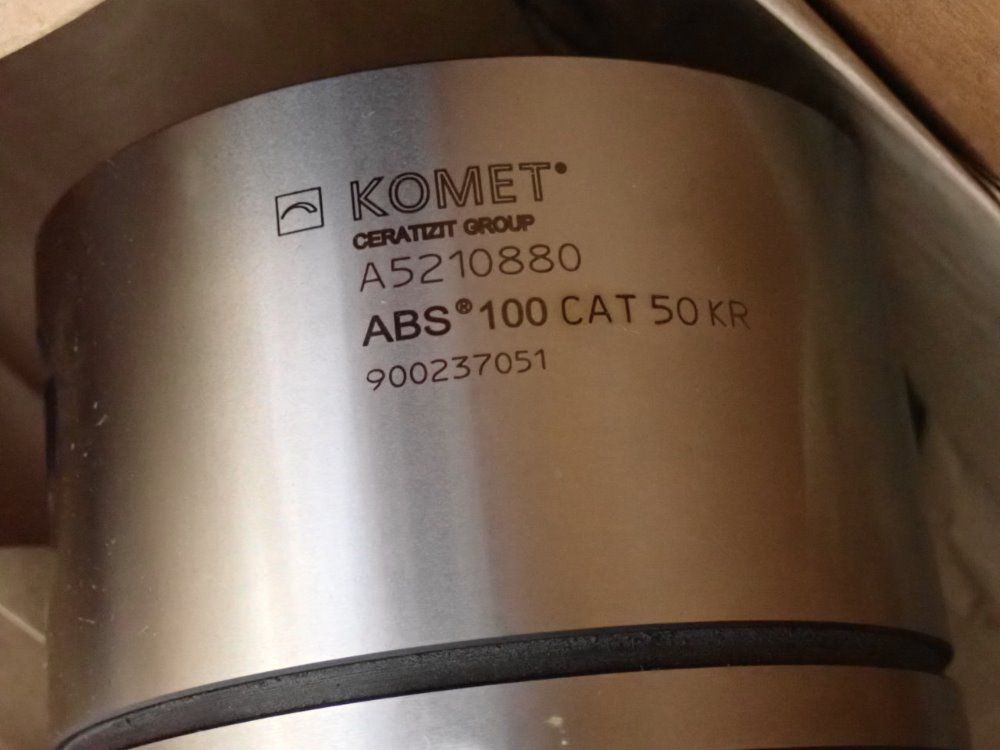 KOMET
CERATIZIT GROUP
A5210880
ABS® 100 CAT 50 KR
900237051